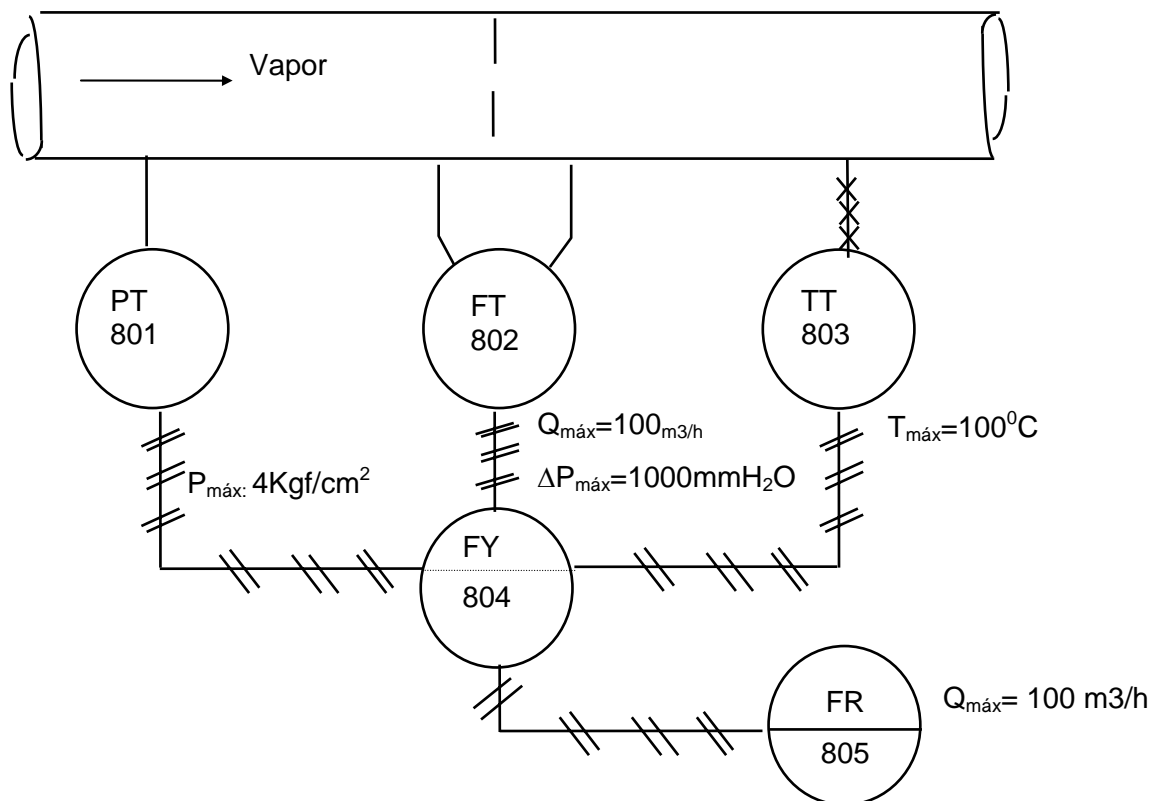 Vapor
PT
801
FT
802
TT
803
Qmáx=100m3/h
Tmáx=100⁰C
Pmáx: 4Kgf/cm²
ΔPmáx=1000mmH₂O
FY
804
FR
805
Qmáx= 100 m3/h